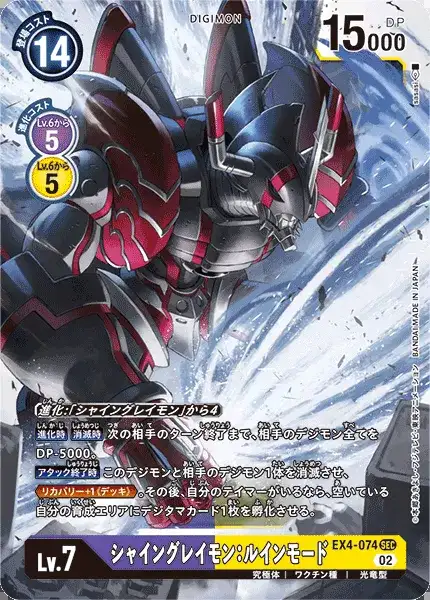 DIGIMON
登場コスト
14
15000
DP
進化コスト
Lv.6から
5
Lv.6から
5
BANDAI MADE IN JAPAN
進化:「シャイングレイモン」から4
進化時 消滅時 次の相手のターン終了まで、相手のデジモン全てを
DP-5000。
アタック終了時 このデジモンと相手のデジモン1体を消滅させ、
リカバリー+1《デッキ》。その後、自分のテイマーがいるなら、空いている
自分の育成エリアにデジタマカード1枚を孵化させる。
Lv.7
シャイングレイモン:ルインモード
EX4-074 SEC
02
究極体 ワクチン種 光竜型